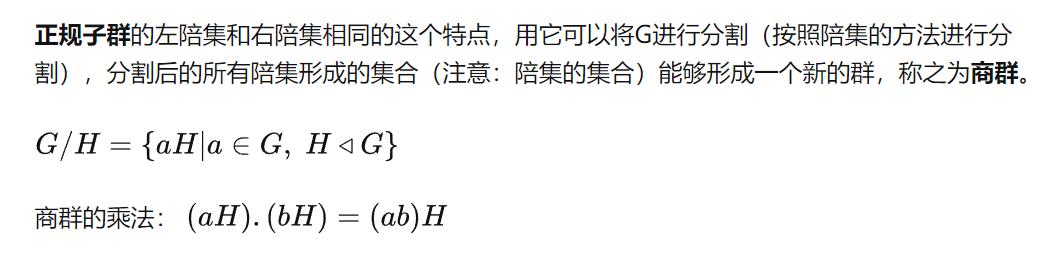 正规子群的左陪集和右陪集相同的这个特点，用它可以将G进行分割（按照陪集的方法进行分
割），分割后的所有陪集形成的集合（注意：陪集的集合）能够形成一个新的群，称之为商群。
G/H = {aH|a ∈ G, H ◁ G}
商群的乘法： (aH).(bH) = (ab)H